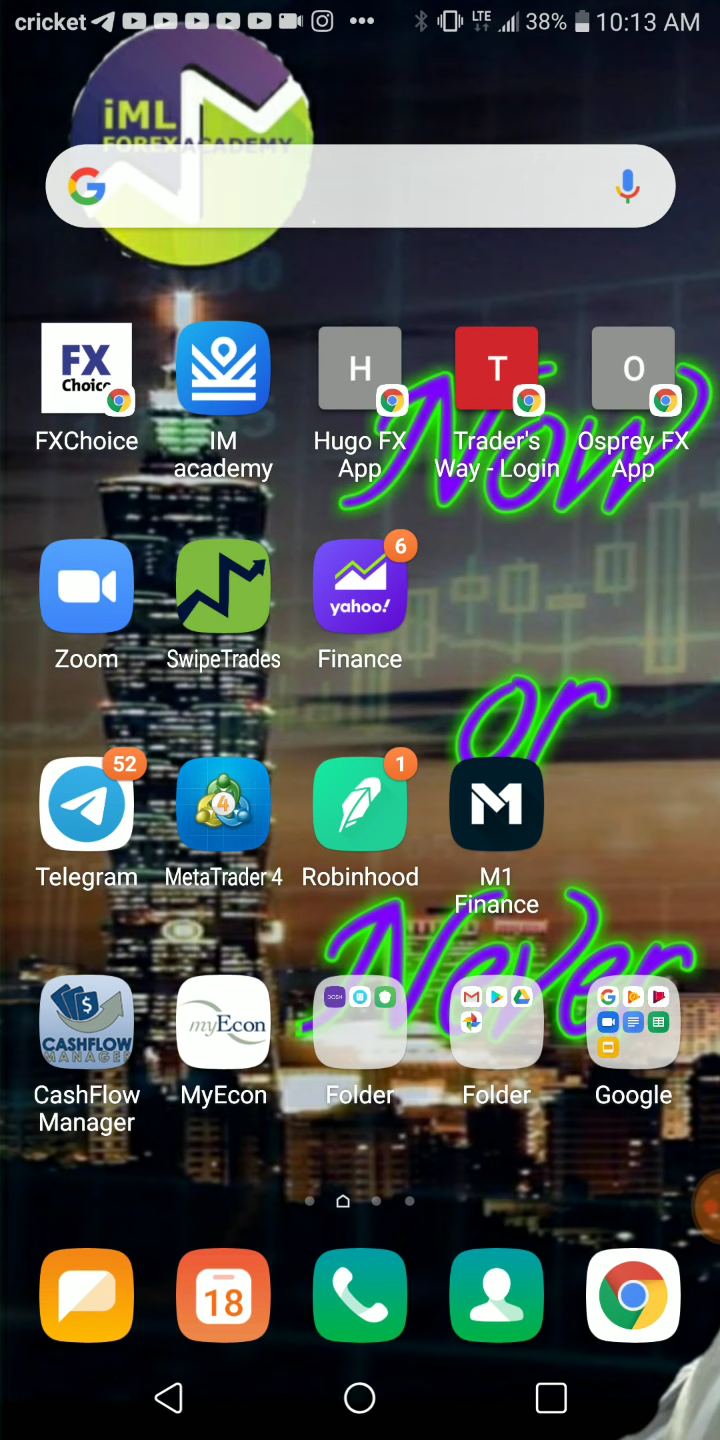 cricket LTE 38% 10:13 AM
iML
FOREX ACADEMY
G
FX
Choice
H
T
O
FXChoice
IM
academy
Hugo FX
App
Trader's
Way - Login
Osprey FX
App
Now
6
yahoo!
Zoom
SwipeTrades
Finance
or
52
4
1
M
Telegram
MetaTrader 4
Robinhood
M1
Finance
Never
$
CASHFLOW
MANAGER
myEcon
DOSH
CashFlow
Manager
MyEcon
Folder
Folder
Google
18